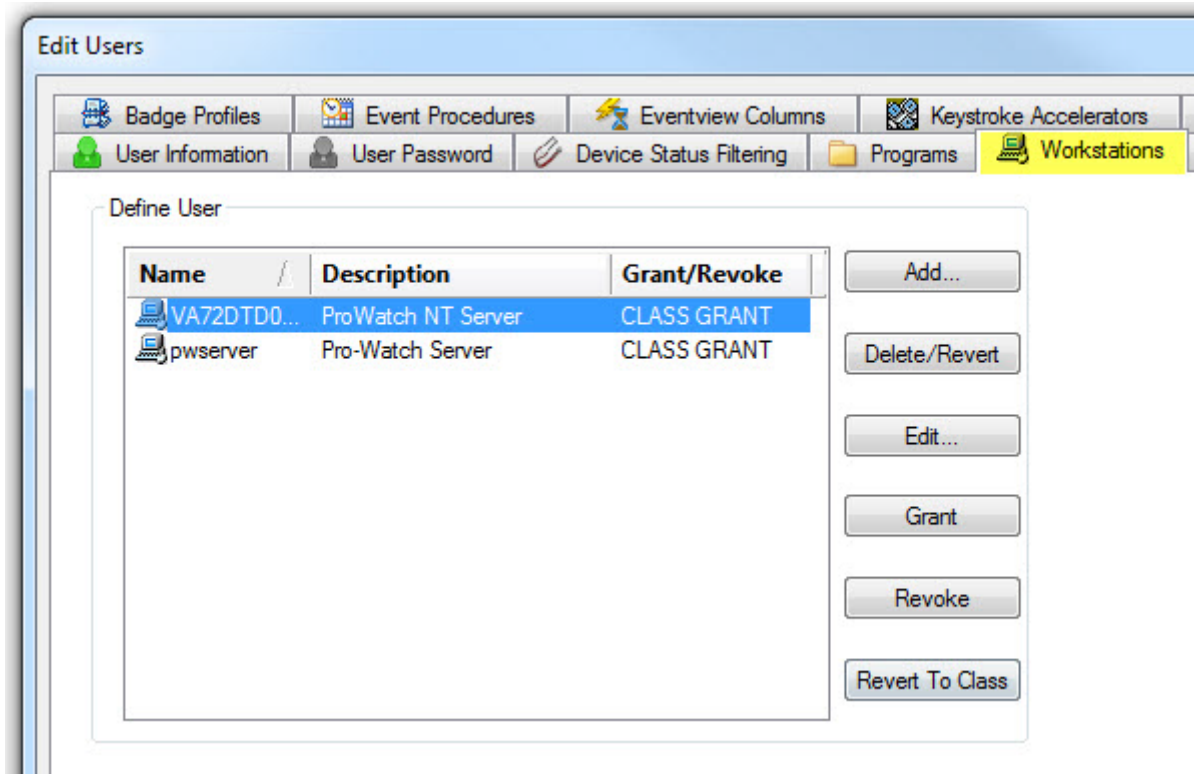 Edit Users
Badge Profiles Event Procedures Eventview Columns Keystroke Accelerators
User Information User Password Device Status Filtering Programs Workstations
Define User
Name Description Grant/Revoke
VA72DTD0... ProWatch NT Server CLASS GRANT
pwserver Pro-Watch Server CLASS GRANT
Add...
Delete/Revert
Edit...
Grant
Revoke
Revert To Class